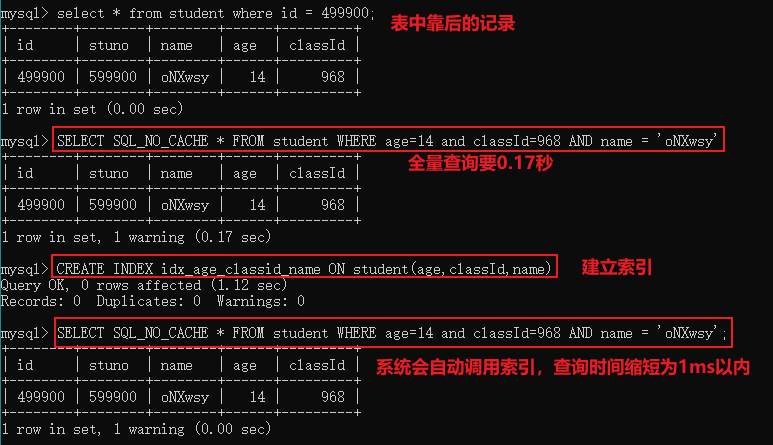 mysql> select * from student where id = 499900;
表中靠后的记录
+--------+--------+--------+------+---------+
| id | stuno | name | age | classId |
+--------+--------+--------+------+---------+
| 499900 | 599900 | oNXwsy | 14 | 968 |
+--------+--------+--------+------+---------+
1 row in set (0.00 sec)
mysql> SELECT SQL_NO_CACHE * FROM student WHERE age=14 and classId=968 AND name = 'oNXwsy'
全量查询要0.17秒
+--------+--------+--------+------+---------+
| id | stuno | name | age | classId |
+--------+--------+--------+------+---------+
| 499900 | 599900 | oNXwsy | 14 | 968 |
+--------+--------+--------+------+---------+
1 row in set, 1 warning (0.17 sec)
mysql> CREATE INDEX idx_age_classid_name ON student(age,classId,name)
建立索引
Query OK, 0 rows affected (1.12 sec)
Records: 0 Duplicates: 0 Warnings: 0
mysql> SELECT SQL_NO_CACHE * FROM student WHERE age=14 and classId=968 AND name = 'oNXwsy';
+--------+--------+--------+------+---------+
| id | stuno | name | age | classId |
系统会自动调用索引，查询时间缩短为1ms以内
+--------+--------+--------+------+---------+
| 499900 | 599900 | oNXwsy | 14 | 968 |
+--------+--------+--------+------+---------+
1 row in set, 1 warning (0.00 sec)